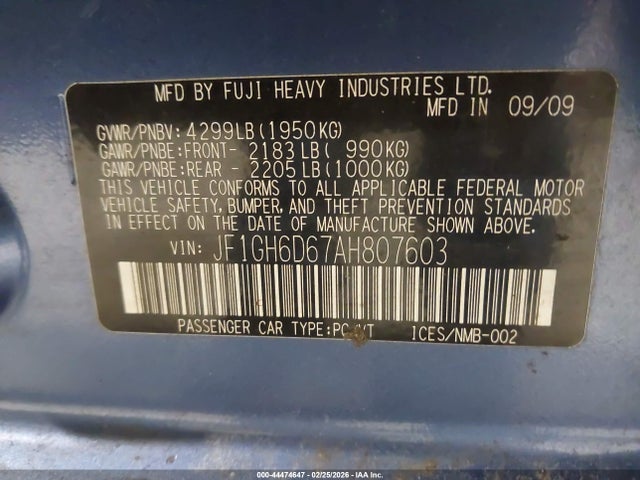 MFD BY FUJI HEAVY INDUSTRIES LTD.
MFD IN 09/09
GVWR/PNBV: 4299LB(1950KG)
GAWR/PNBE:FRONT- 2183LB( 990KG)
GAWR/PNBE:REAR - 2205LB(1000KG)
THIS VEHICLE CONFORMS TO ALL APPLICABLE FEDERAL MOTOR
VEHICLE SAFETY, BUMPER, AND THEFT PREVENTION STANDARDS
IN EFFECT ON THE DATE OF MANUFACTURE SHOWN ABOVE.
VIN: JF1GH6D67AH807603
PASSENGER CAR TYPE:PC ICES/NMB-002
000-44474647 - 02/25/2026 - IAA Inc.